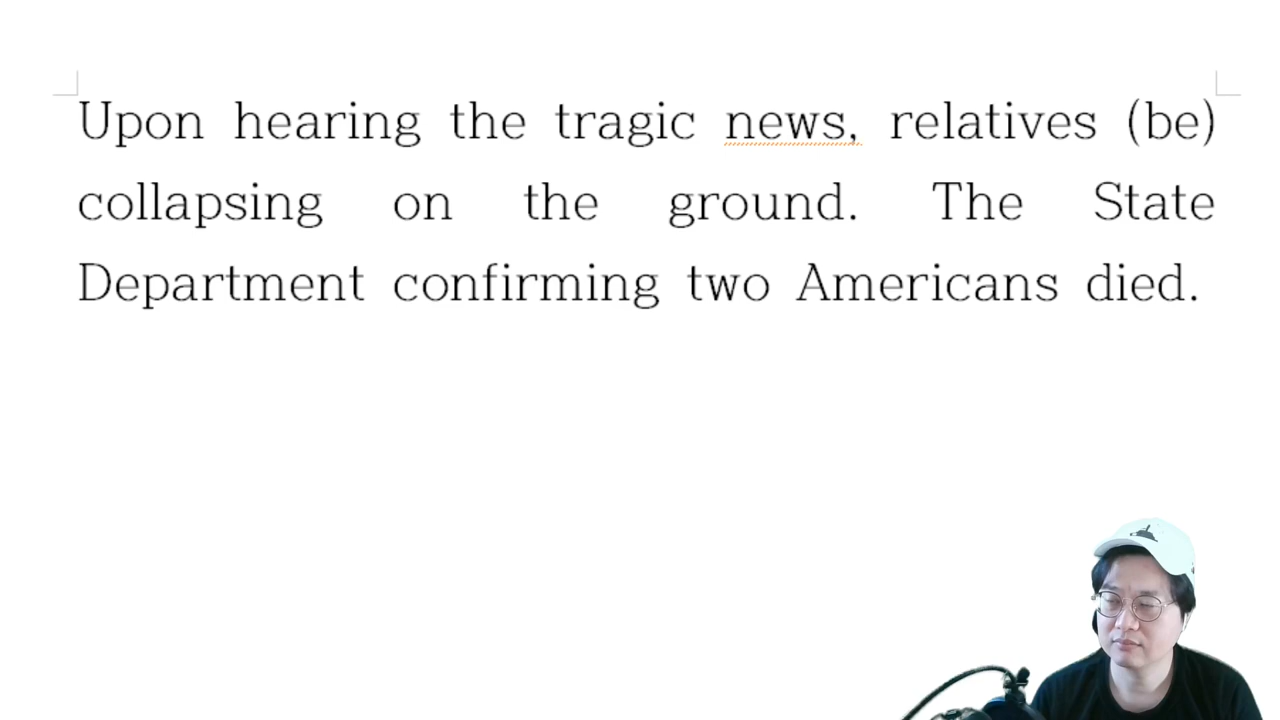 Upon hearing the tragic news, relatives (be)
collapsing on the ground. The State
Department confirming two Americans died.